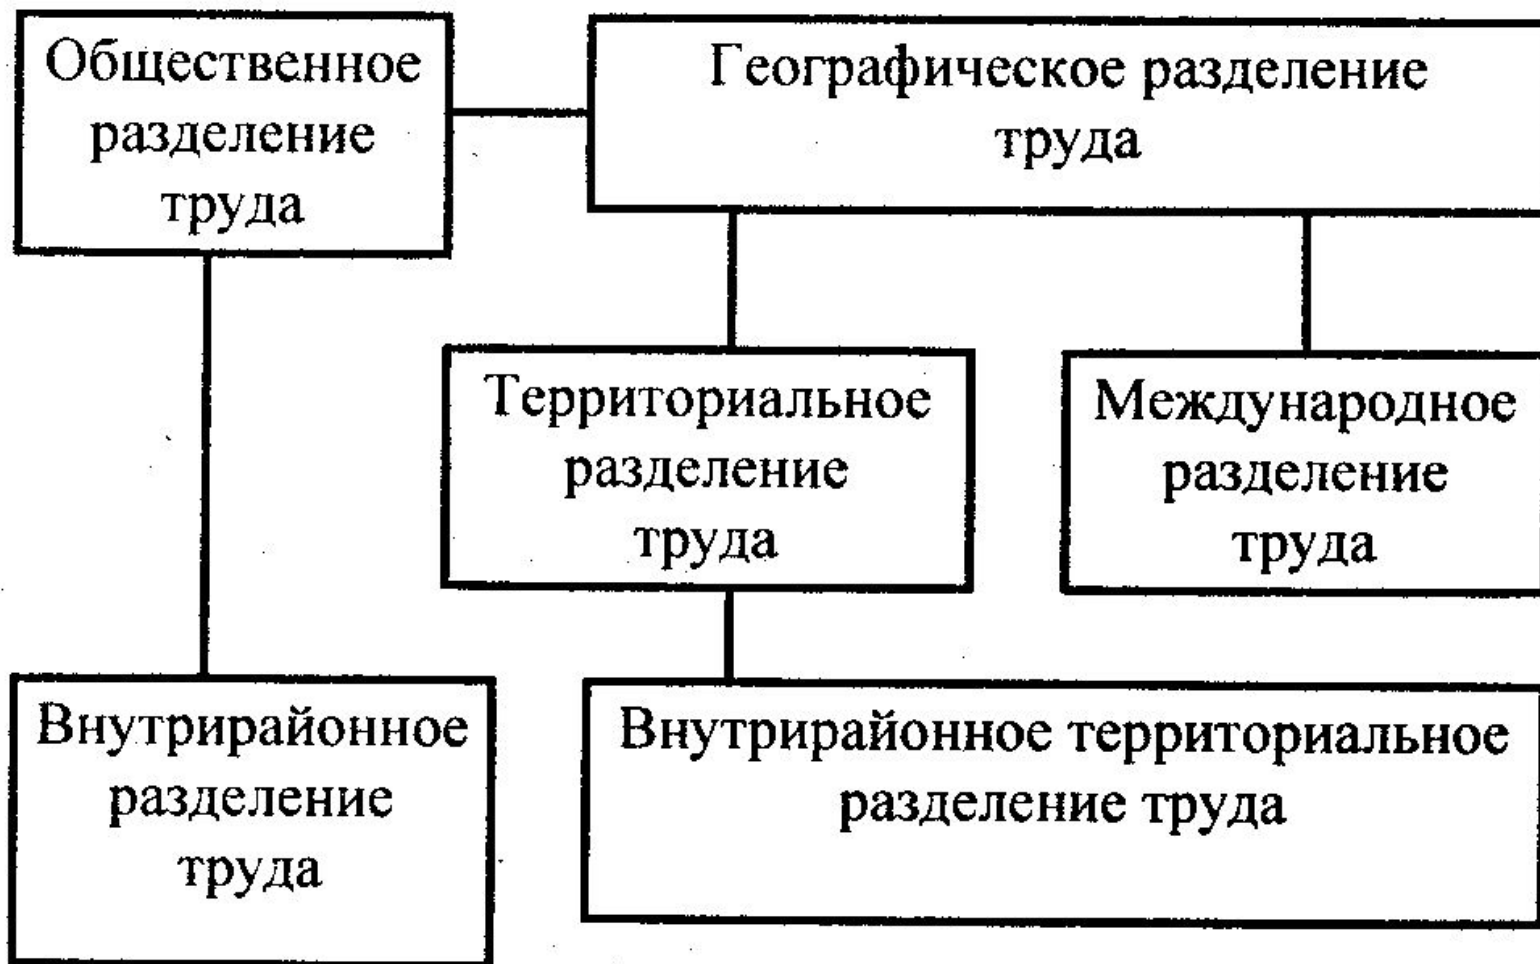 Общественное
разделение
труда
Географическое разделение
труда
Территориальное
разделение
труда
Международное
разделение
труда
Внутрирайонное
разделение
труда
Внутрирайонное территориальное
разделение труда